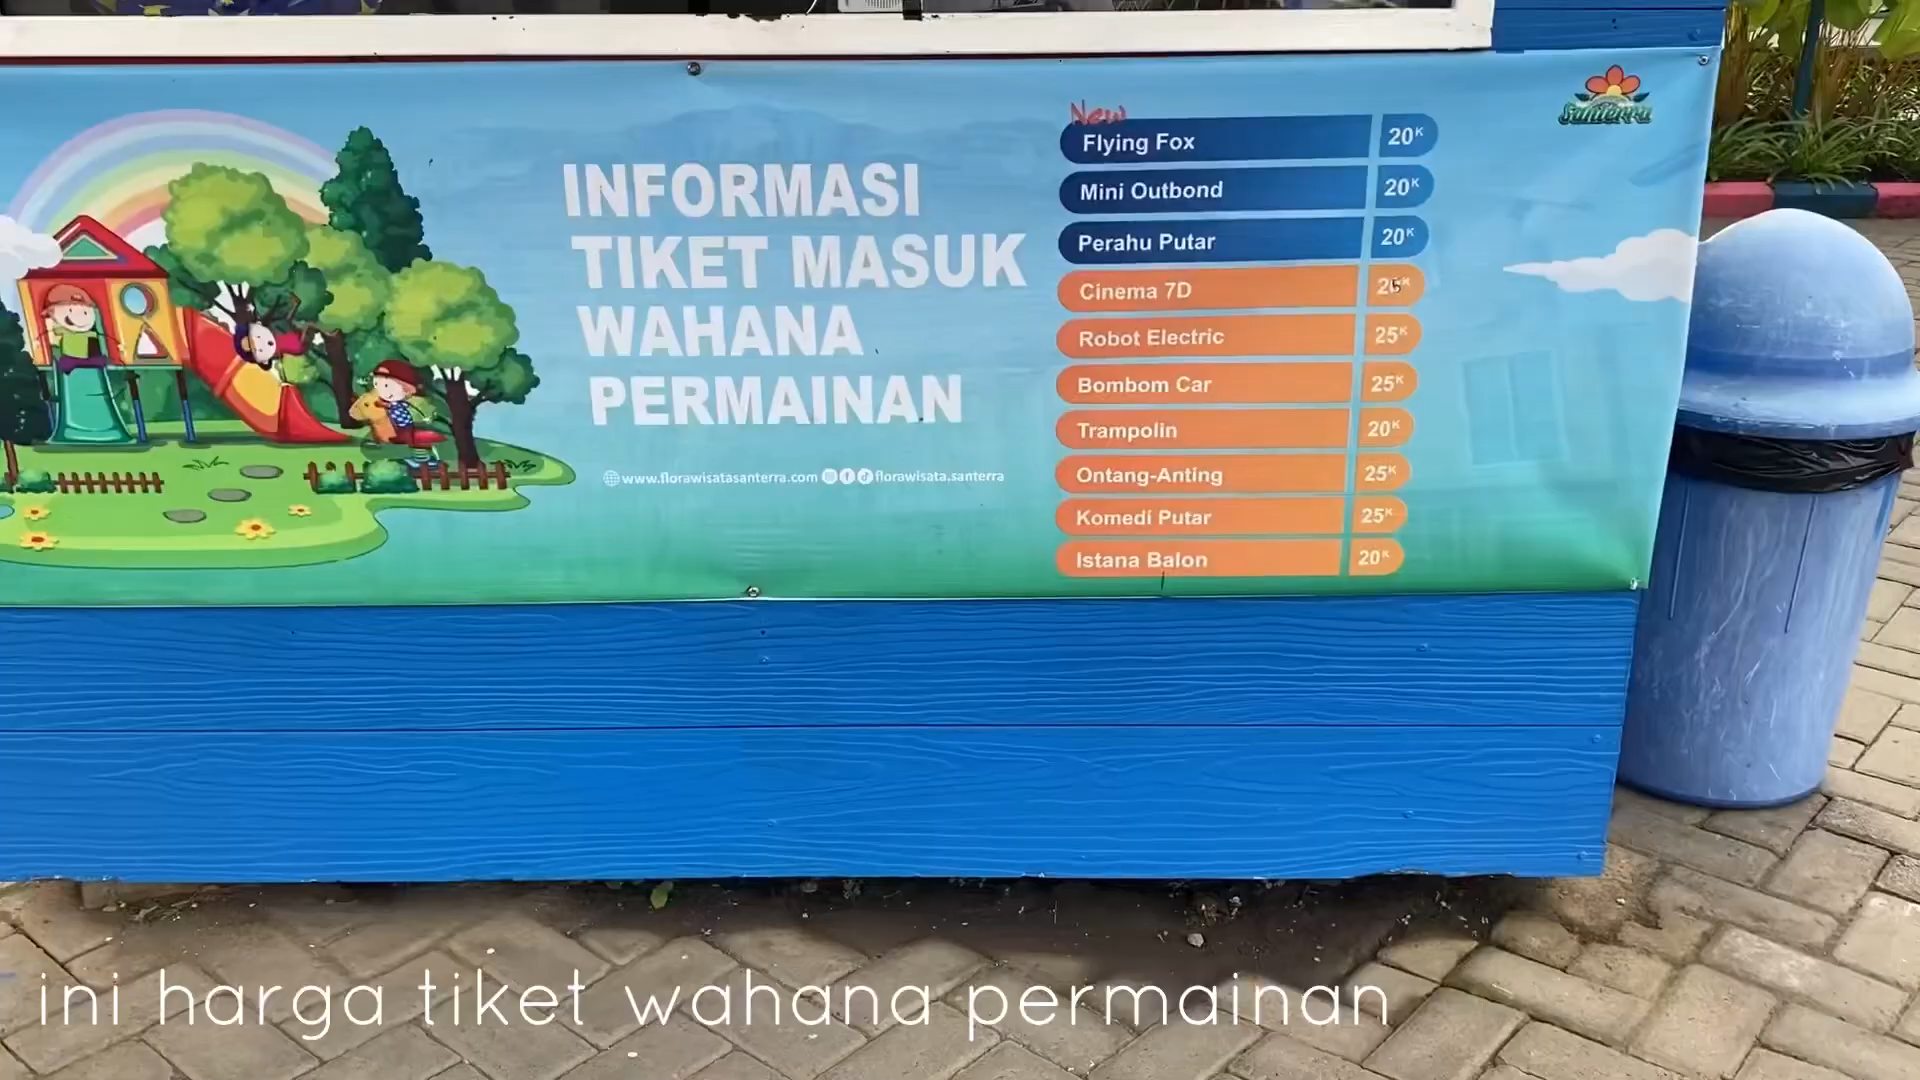 New
Flying Fox 20K
Mini Outbond 20K
Perahu Putar 20K
Cinema 7D
Robot Electric 25K
Bombom Car 25K
Trampolin 20K
Ontang-Anting 25K
Komedi Putar 25K
Istana Balon 20K
Santerra
INFORMASI
TIKET MASUK
WAHANA
PERMAINAN
www.florawisatasanterra.com florawisata.santerra
ini harga tiket wahana permainan